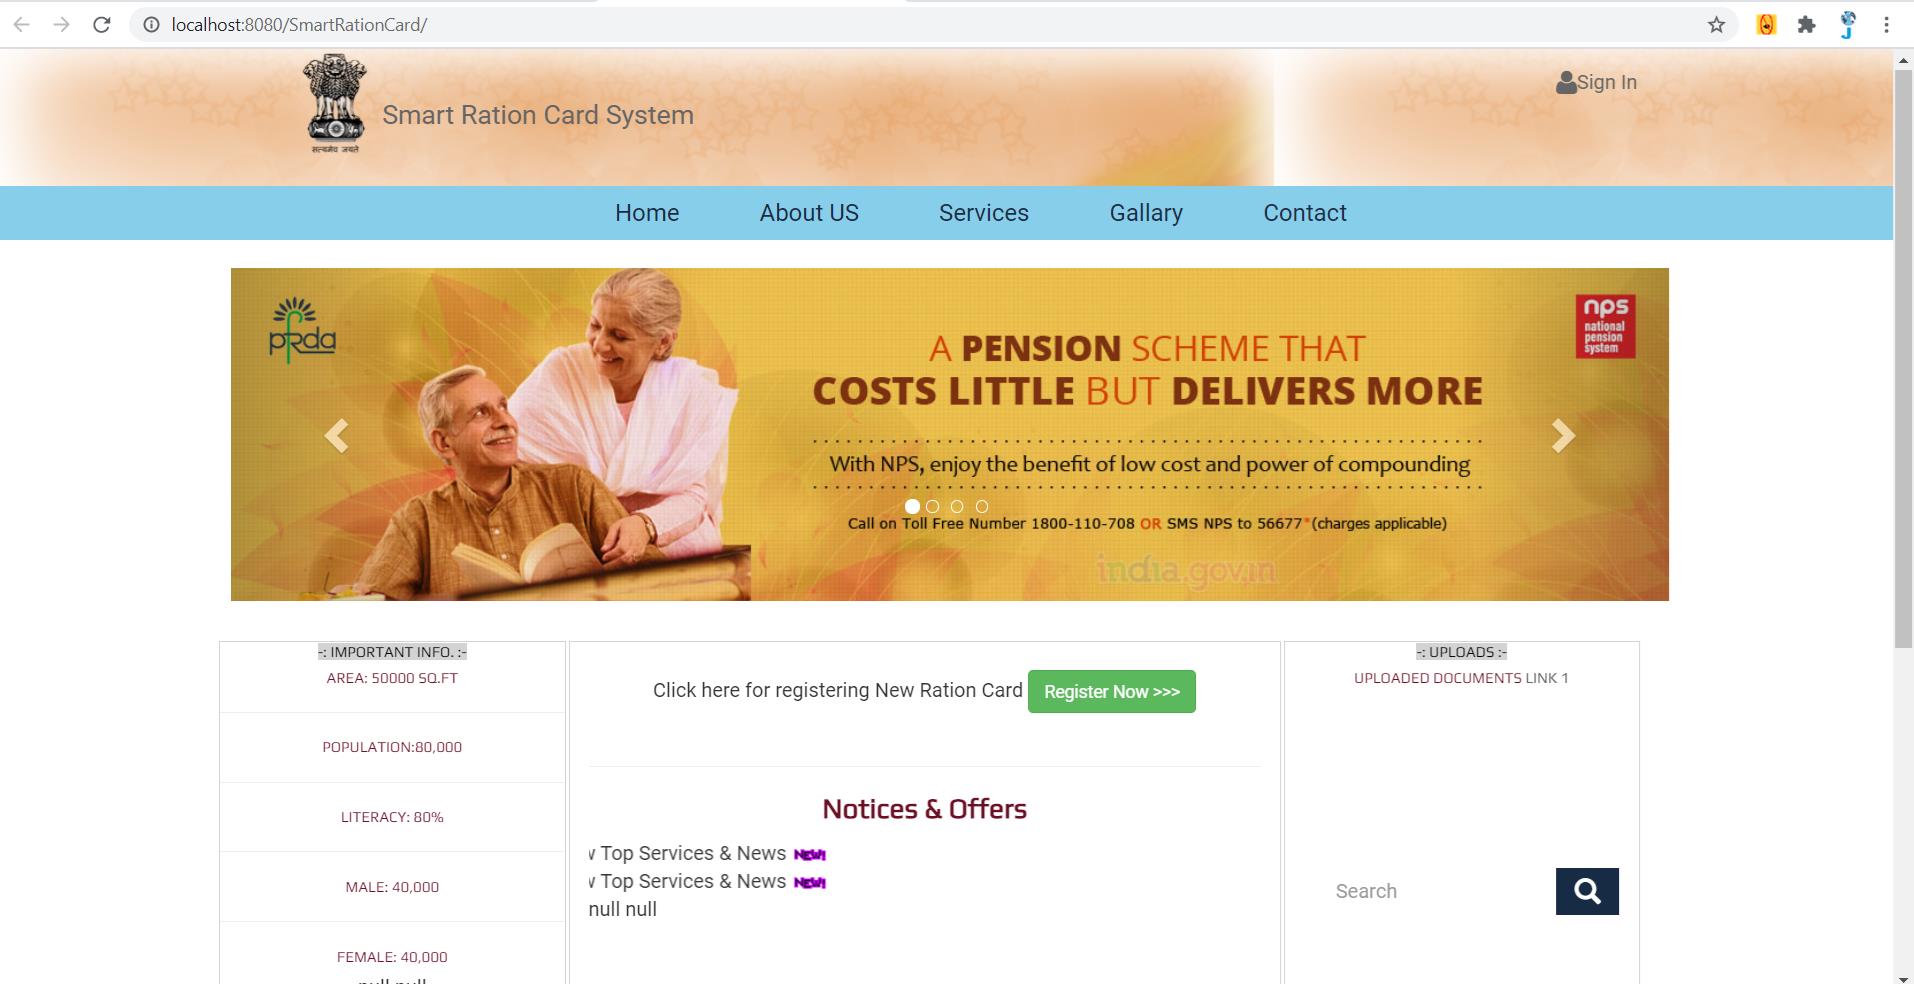 localhost:8080/SmartRationCard/
सत्यमेव जयते
Smart Ration Card System
Sign In
Home
About US
Services
Gallary
Contact
pfrda
nps
national
pension
system
A PENSION SCHEME THAT
COSTS LITTLE BUT DELIVERS MORE
With NPS, enjoy the benefit of low cost and power of compounding
Call on Toll Free Number 1800-110-708 OR SMS NPS to 56677*(charges applicable)
india.gov.in
-: IMPORTANT INFO. :-
AREA: 50000 SQ.FT
POPULATION:80,000
LITERACY: 80%
MALE: 40,000
FEMALE: 40,000
null null
Click here for registering New Ration Card
Register Now >>>
Notices & Offers
Top Services & News NEW!
Top Services & News NEW!
null null
-: UPLOADS :-
UPLOADED DOCUMENTS LINK 1
Search